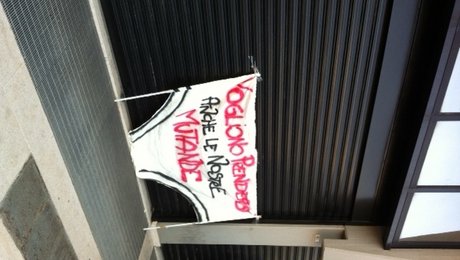 VOGLIONO PRENDERSI
ANCHE LE NOSTRE
MUTANDE